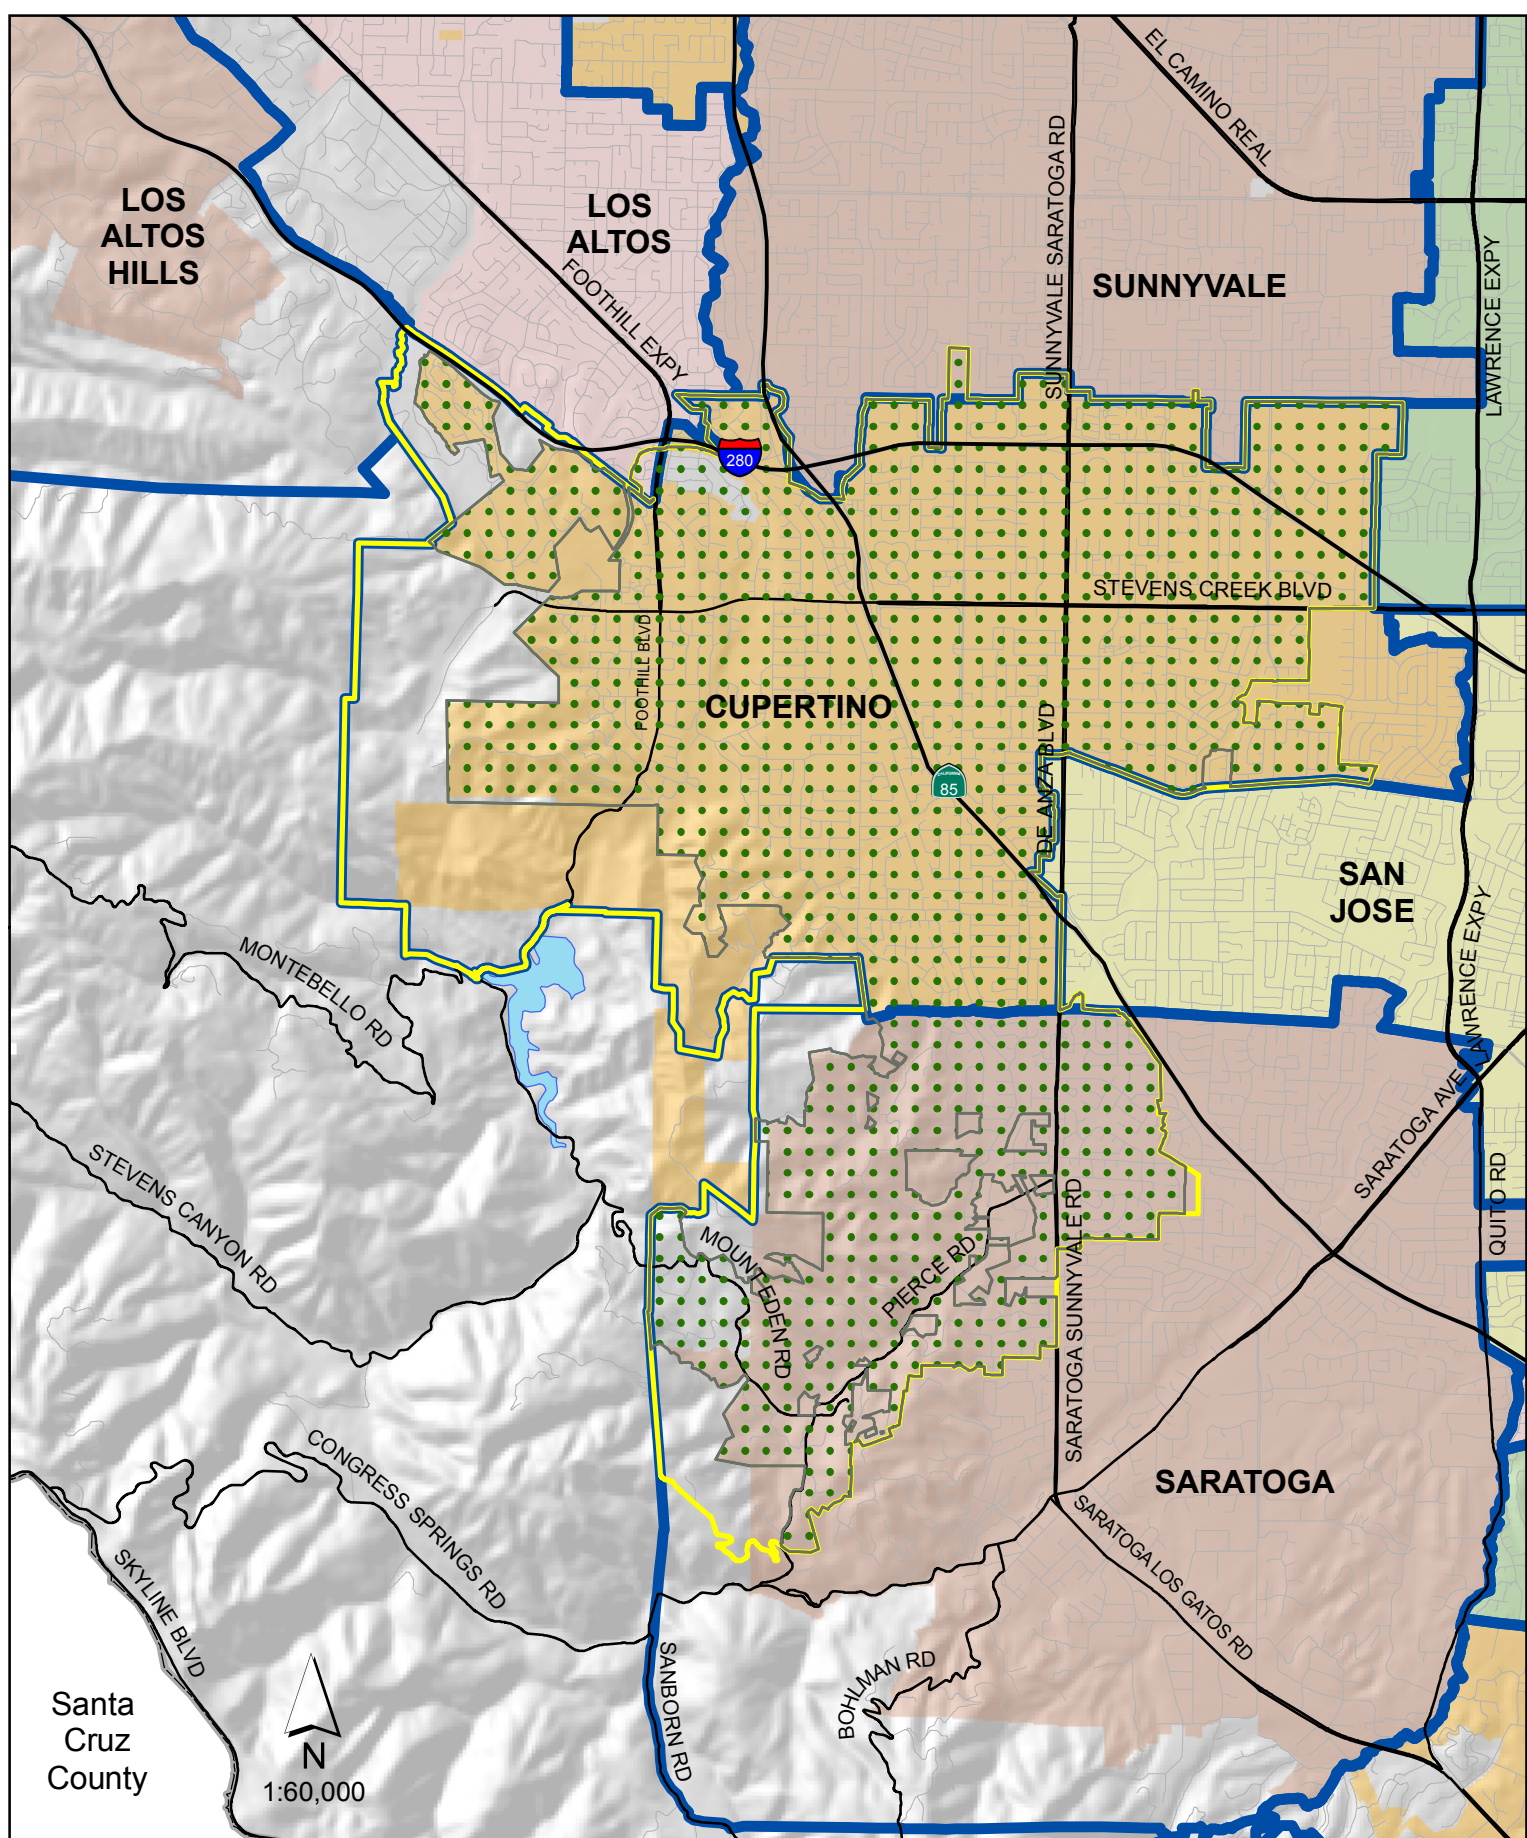 EL CAMINO REAL
SUNNYVALE SARATOGA RD
LOS
ALTOS
HILLS
LOS
ALTOS
FOOTHILL EXPY
SUNNYVALE
LAWRENCE EXPY
280
STEVENS CREEK BLVD
FOOTHILL BLVD
CUPERTINO
DE ANZA BLVD
CALIFORNIA
85
SAN
JOSE
LAWRENCE EXPY
MONTEBELLO RD
SARATOGA AVE
STEVENS CANYON RD
QUITO RD
MOUNT EDEN RD
PIERCE RD
SARATOGA SUNNYVALE RD
CONGRESS SPRINGS RD
SARATOGA
SARATOGA LOS GATOS RD
SKYLINE BLVD
SANBORN RD
BOHLMAN RD
Santa
Cruz
County
N
1:60,000